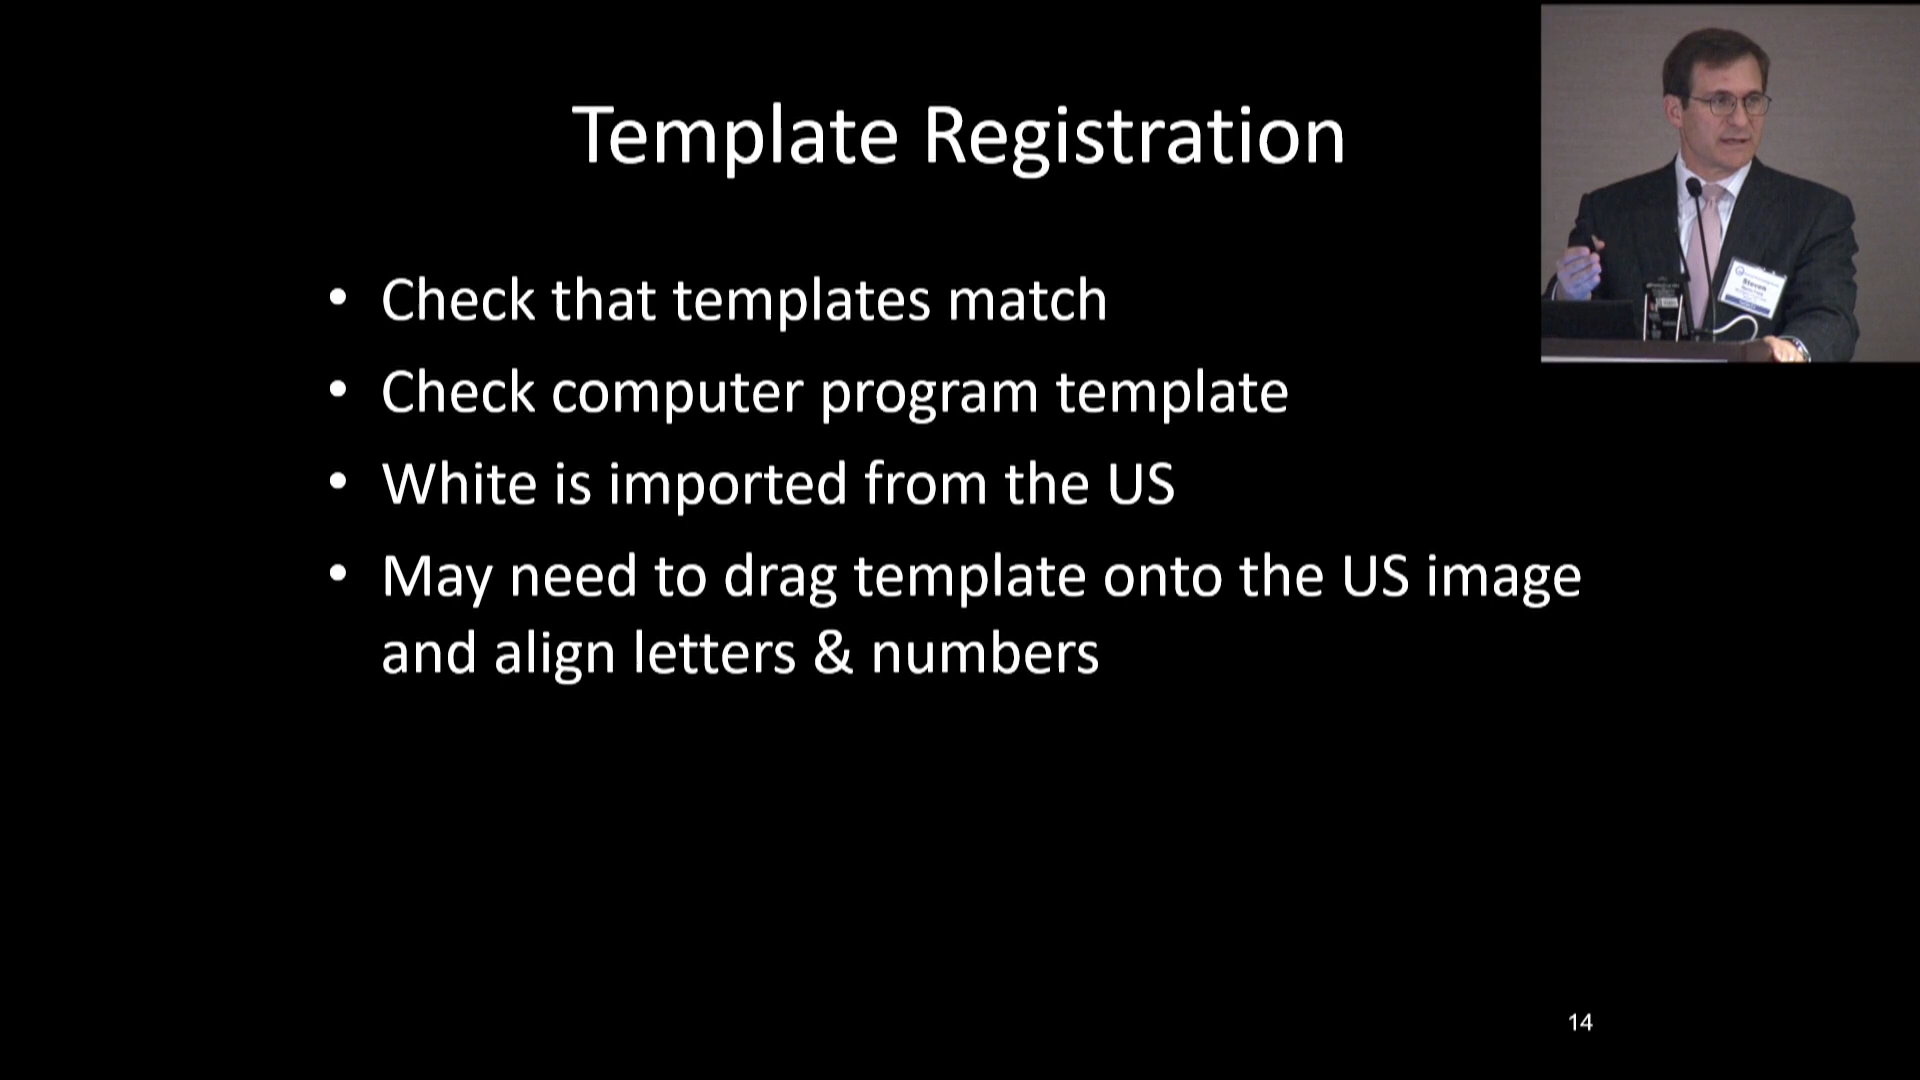 Template Registration
• Check that templates match
• Check computer program template
• White is imported from the US
• May need to drag template onto the US image
and align letters & numbers
Steven
14